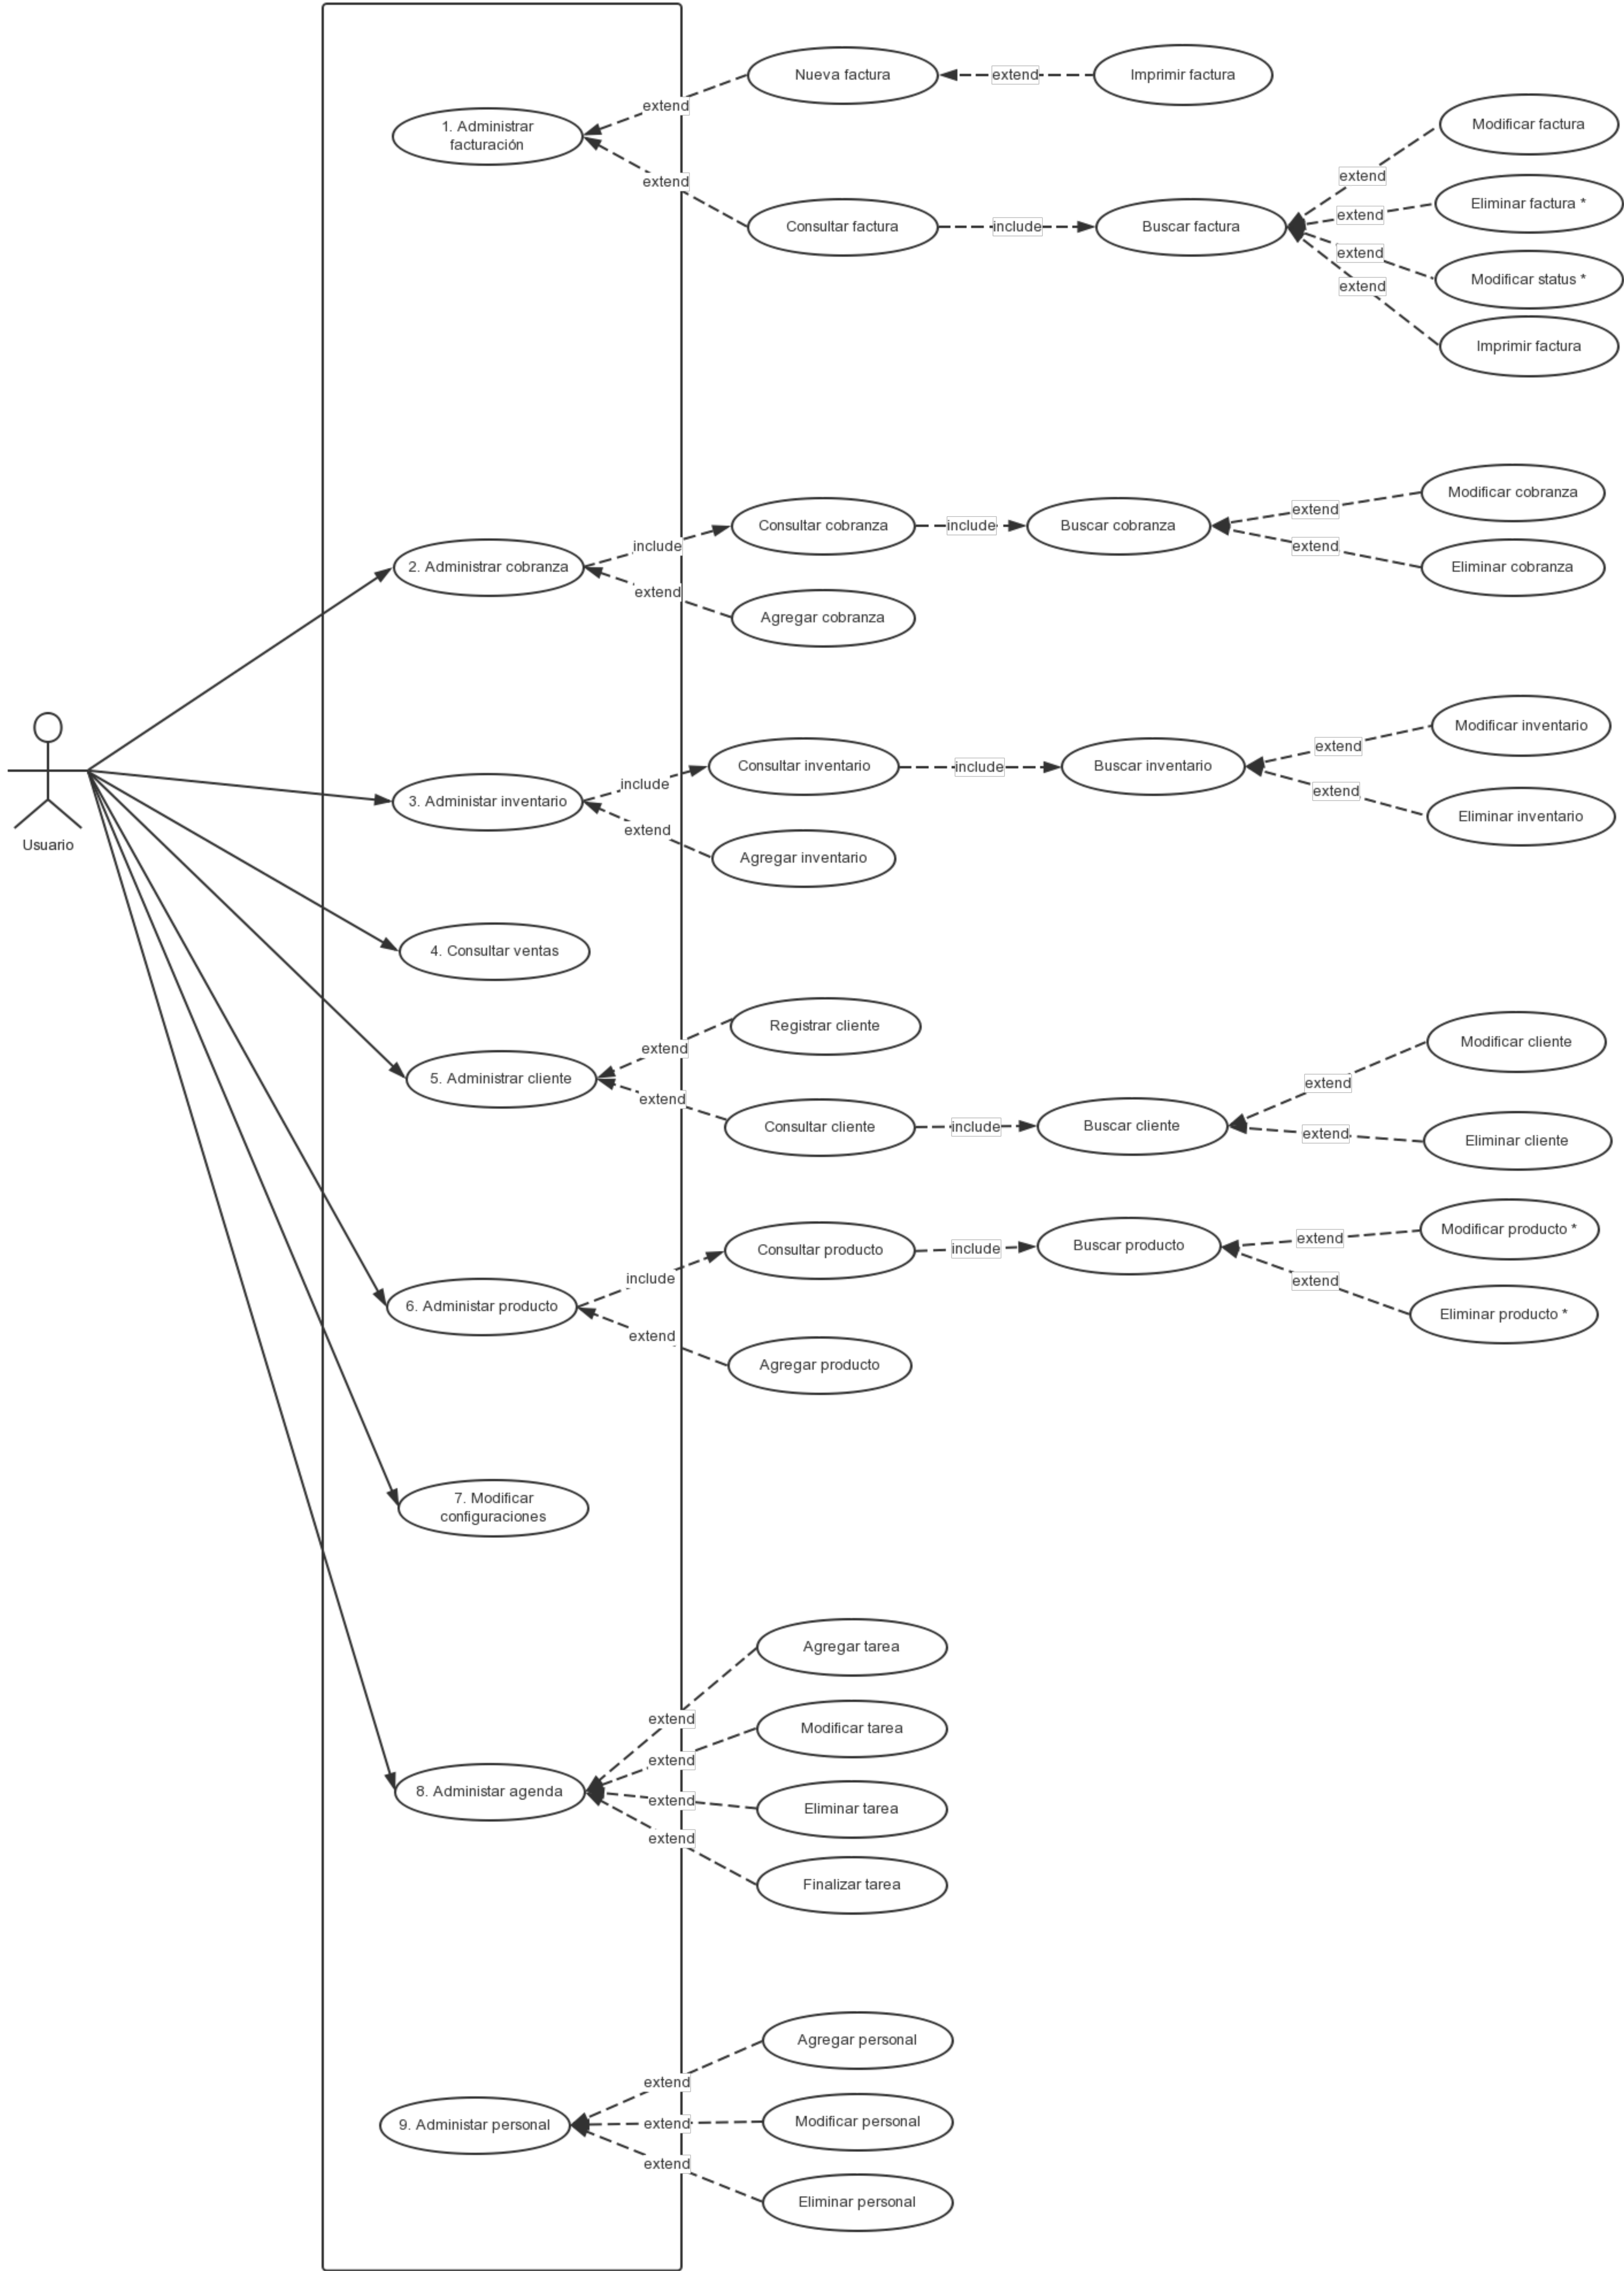 Nueva factura
extend
Imprimir factura
extend
1. Administrar
facturación
extend
Consultar factura
include
Buscar factura
Modificar factura
extend
Eliminar factura *
extend
extend
Modificar status *
extend
Imprimir factura
Consultar cobranza
include
Buscar cobranza
Modificar cobranza
extend
extend
Eliminar cobranza
include
2. Administrar cobranza
extend
Agregar cobranza
Usuario
Modificar inventario
extend
Consultar inventario
include
Buscar inventario
include
3. Administar inventario
extend
Eliminar inventario
extend
Agregar inventario
4. Consultar ventas
Registrar cliente
extend
5. Administrar cliente
extend
Consultar cliente
include
Buscar cliente
Modificar cliente
extend
extend
Eliminar cliente
Consultar producto
include
Buscar producto
extend
Modificar producto *
extend
Eliminar producto *
include
6. Administar producto
extend
Agregar producto
7. Modificar
configuraciones
Agregar tarea
extend
Modificar tarea
extend
8. Administar agenda
extend
Eliminar tarea
extend
Finalizar tarea
Agregar personal
extend
9. Administar personal
extend
Modificar personal
extend
Eliminar personal